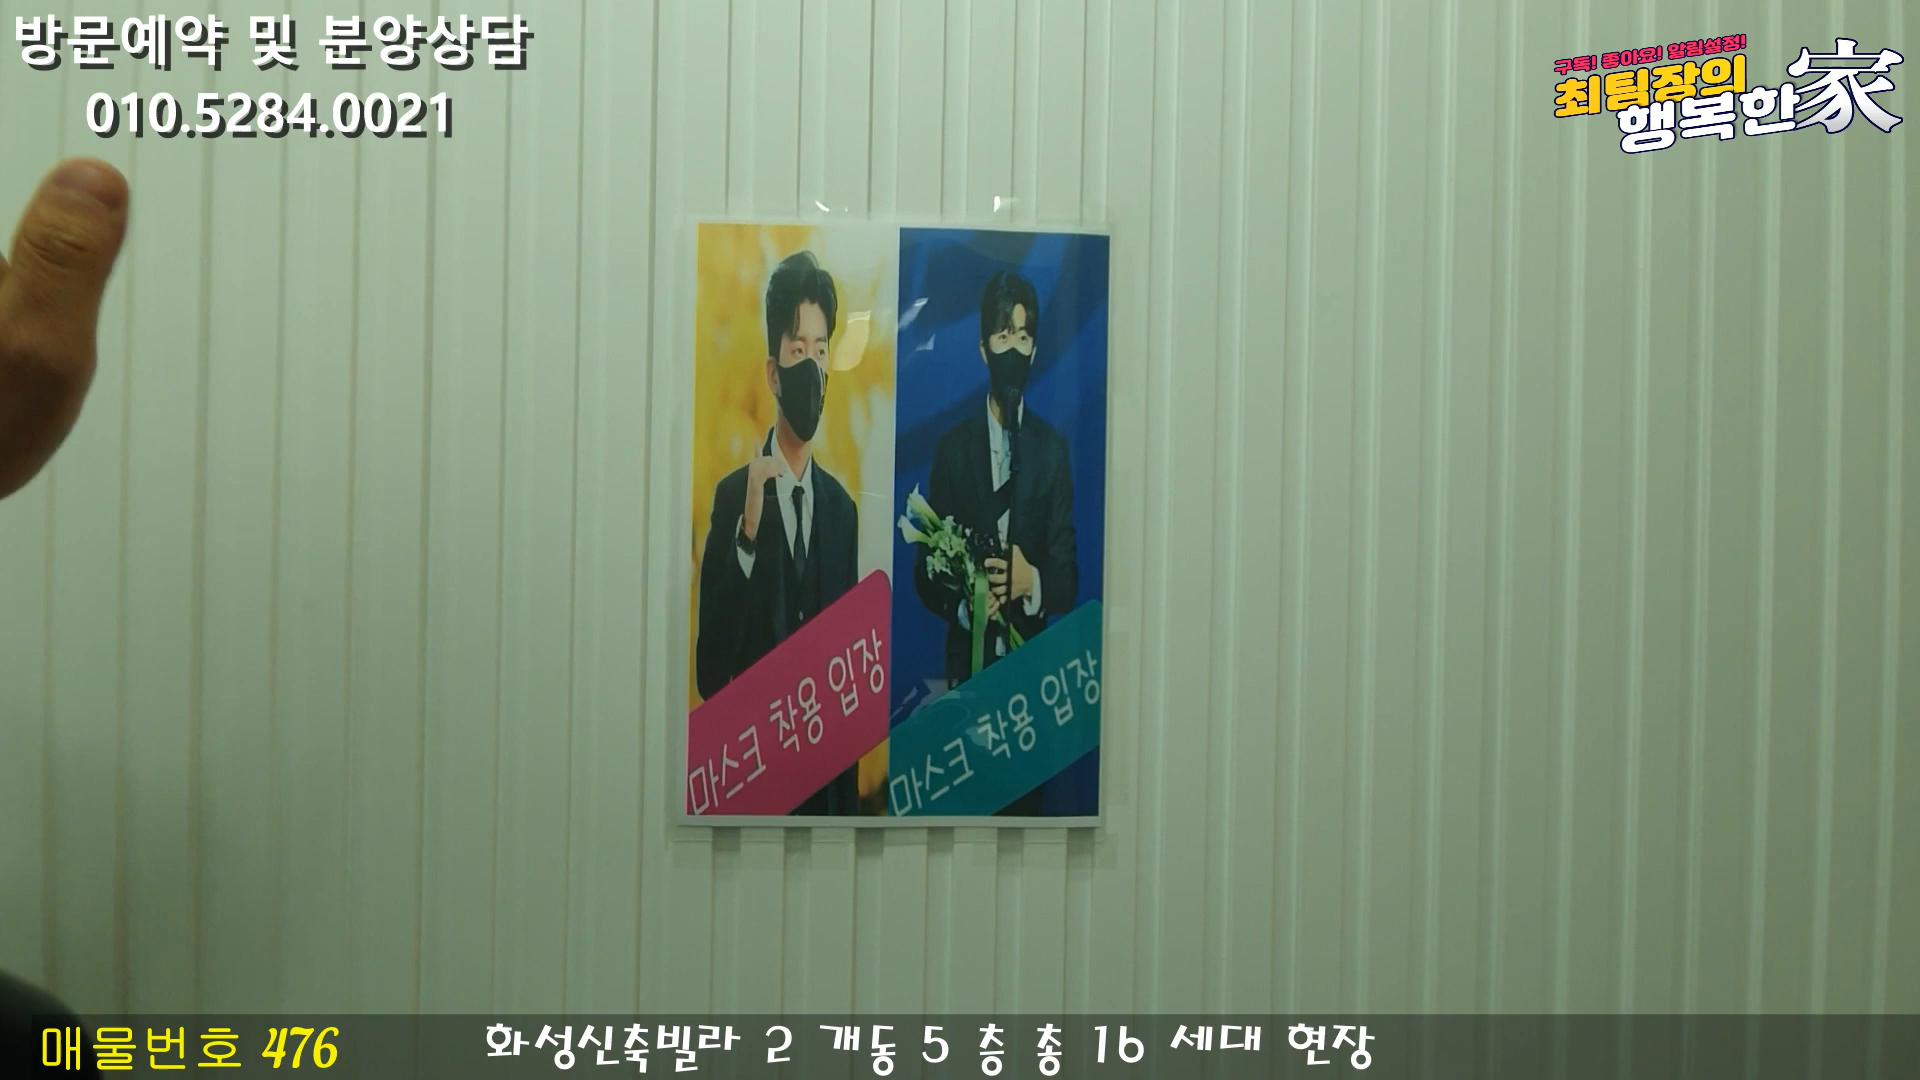 방문예약 및 분양상담
010.5284.0021
구독! 좋아요! 알림설정!
최팀장의
행복한家
마스크 착용 입장
마스크 착용 입장
매물번호 476
화성신축빌라 2 개동 5 층 총 16 세대 현장